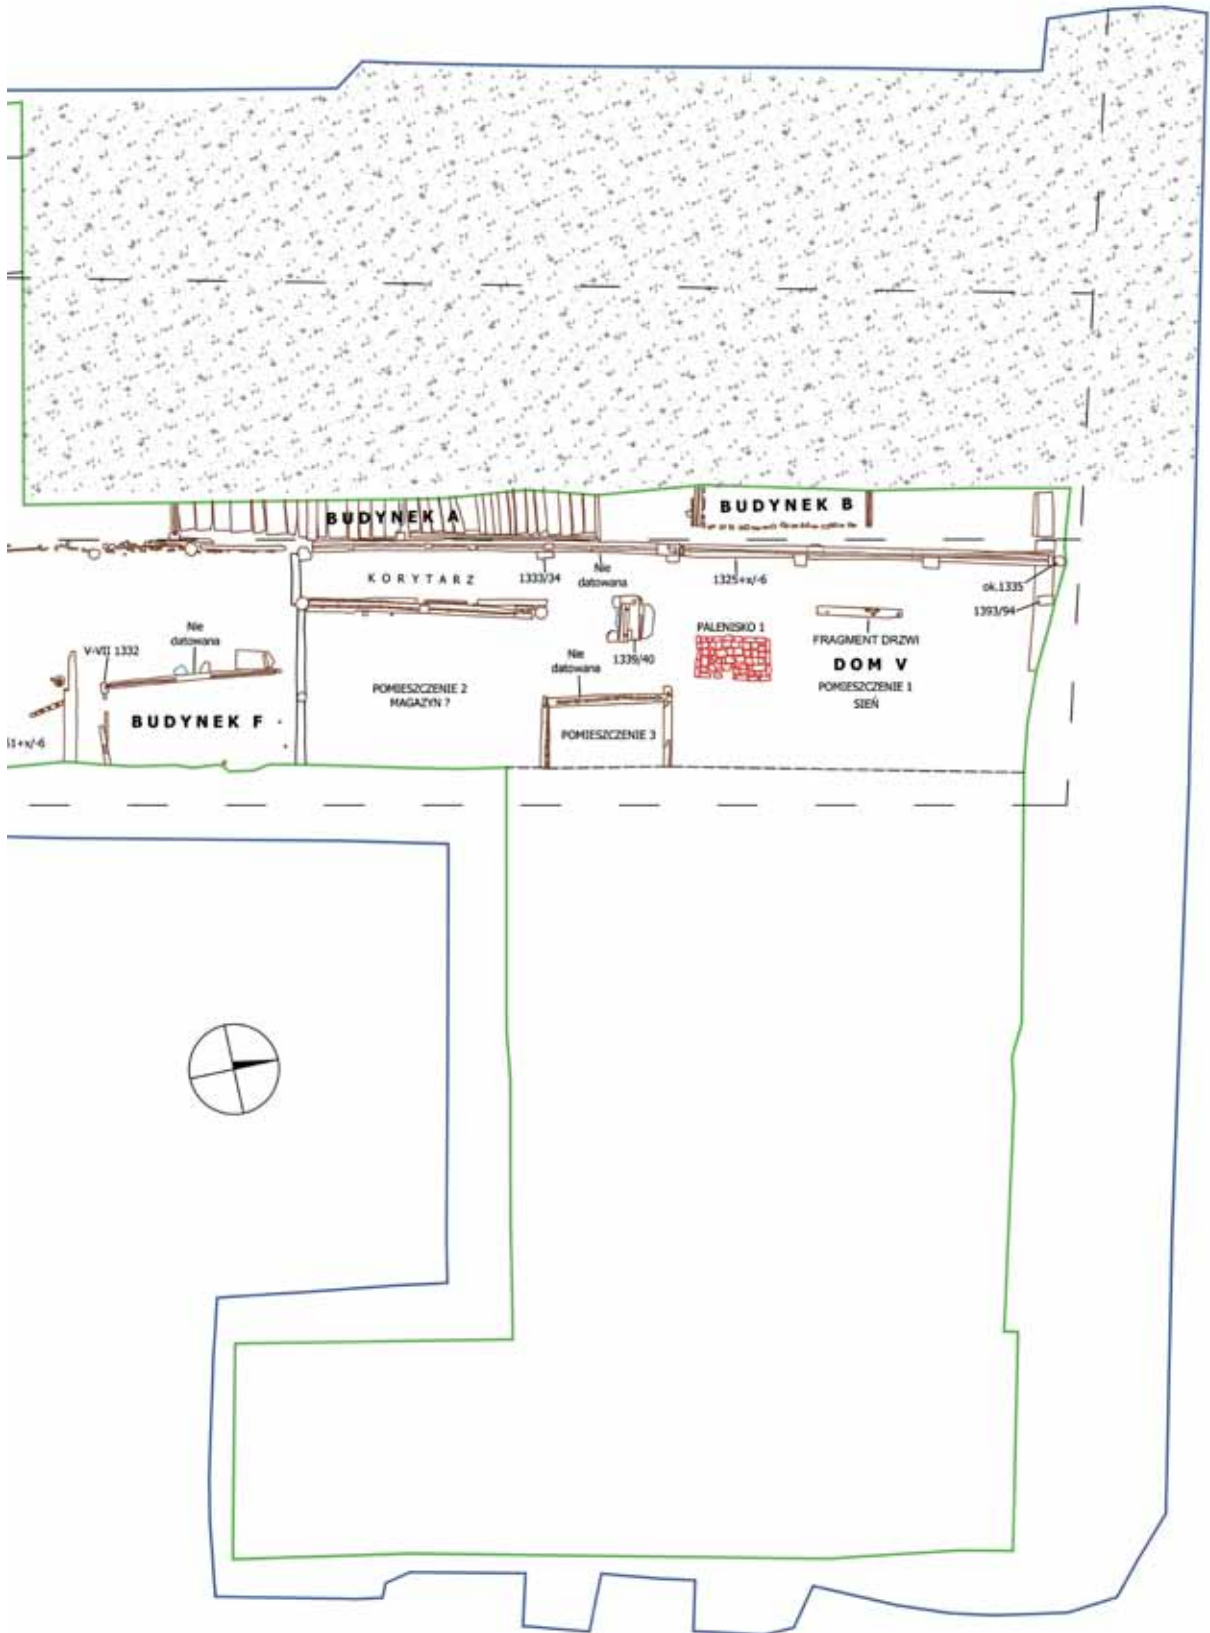 BUDYNEK A
BUDYNEK B
KORYTARZ
1333/34
Nie
datowana
1325+x/-6
ok.1335
1393/94
PALENISKO 1
FRAGMENT DRZWI
DOM V
POMIESZCZENIE 1
SIEŃ
1339/40
Nie
datowana
V-VII 1332
Nie
datowana
POMIESZCZENIE 2
MAGAZYN ?
BUDYNEK F
POMIESZCZENIE 3